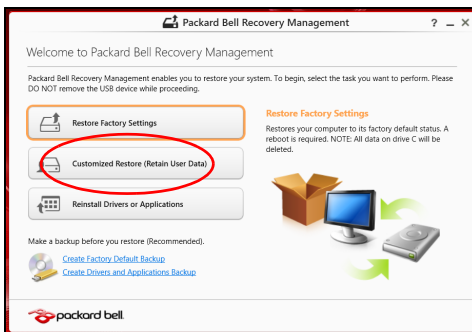 Packard Bell Recovery Management
? _ X
Welcome to Packard Bell Recovery Management
Packard Bell Recovery Management enables you to restore your system. To begin, select the task you want to perform. Please
DO NOT remove the USB device while proceeding.
Restore Factory Settings
Customized Restore (Retain User Data)
Reinstall Drivers or Applications
Restore Factory Settings
Restores your computer to its factory default status. A
reboot is required. NOTE: All data on drive C will be
deleted.
Make a backup before you restore (Recommended).
Create Factory Default Backup
Create Drivers and Applications Backup
packard bell